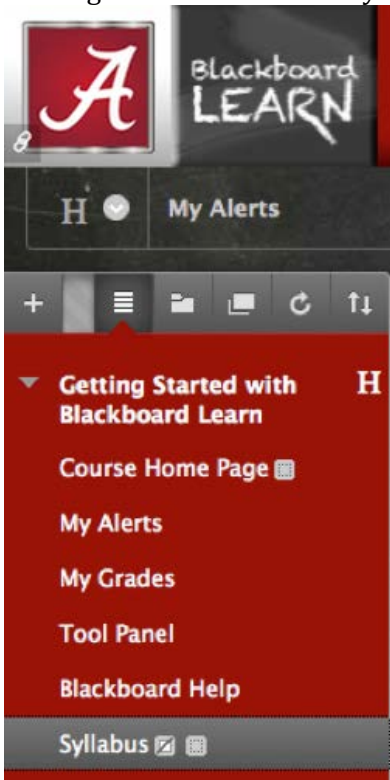 A
Blackboard
LEARN
H
My Alerts
Getting Started with
Blackboard Learn
H
Course Home Page
My Alerts
My Grades
Tool Panel
Blackboard Help
Syllabus